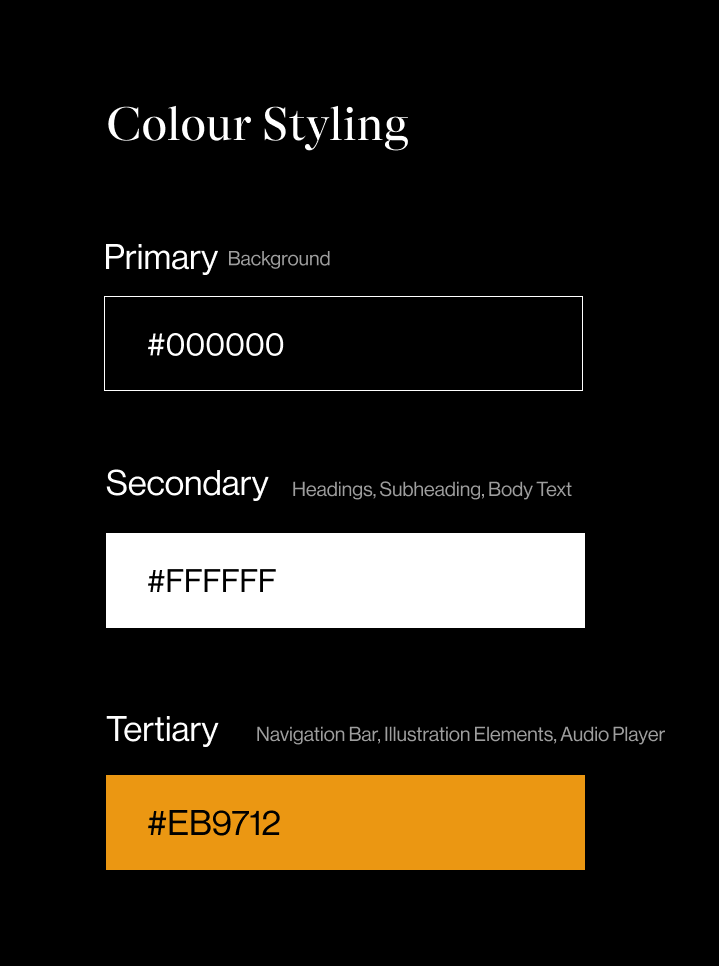 Colour Styling
Primary Background
#000000
Secondary Headings, Subheading, Body Text
#FFFFFF
Tertiary Navigation Bar, Illustration Elements, Audio Player
#EB9712